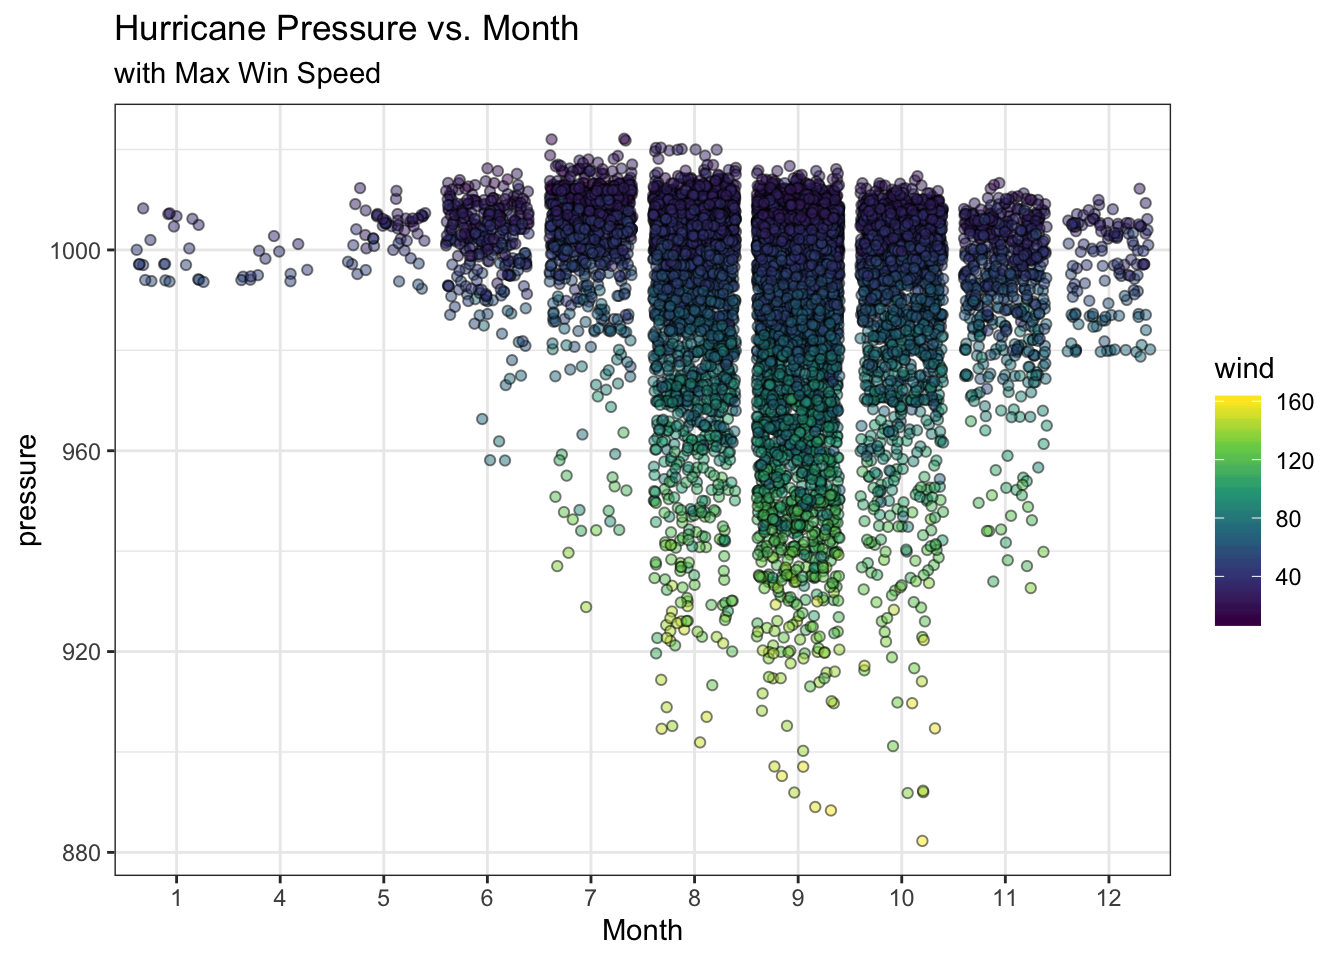 Hurricane Pressure vs. Month
with Max Win Speed
pressure
1000
960
920
880
1 4 5 6 7 8 9 10 11 12
Month
wind
160
120
80
40